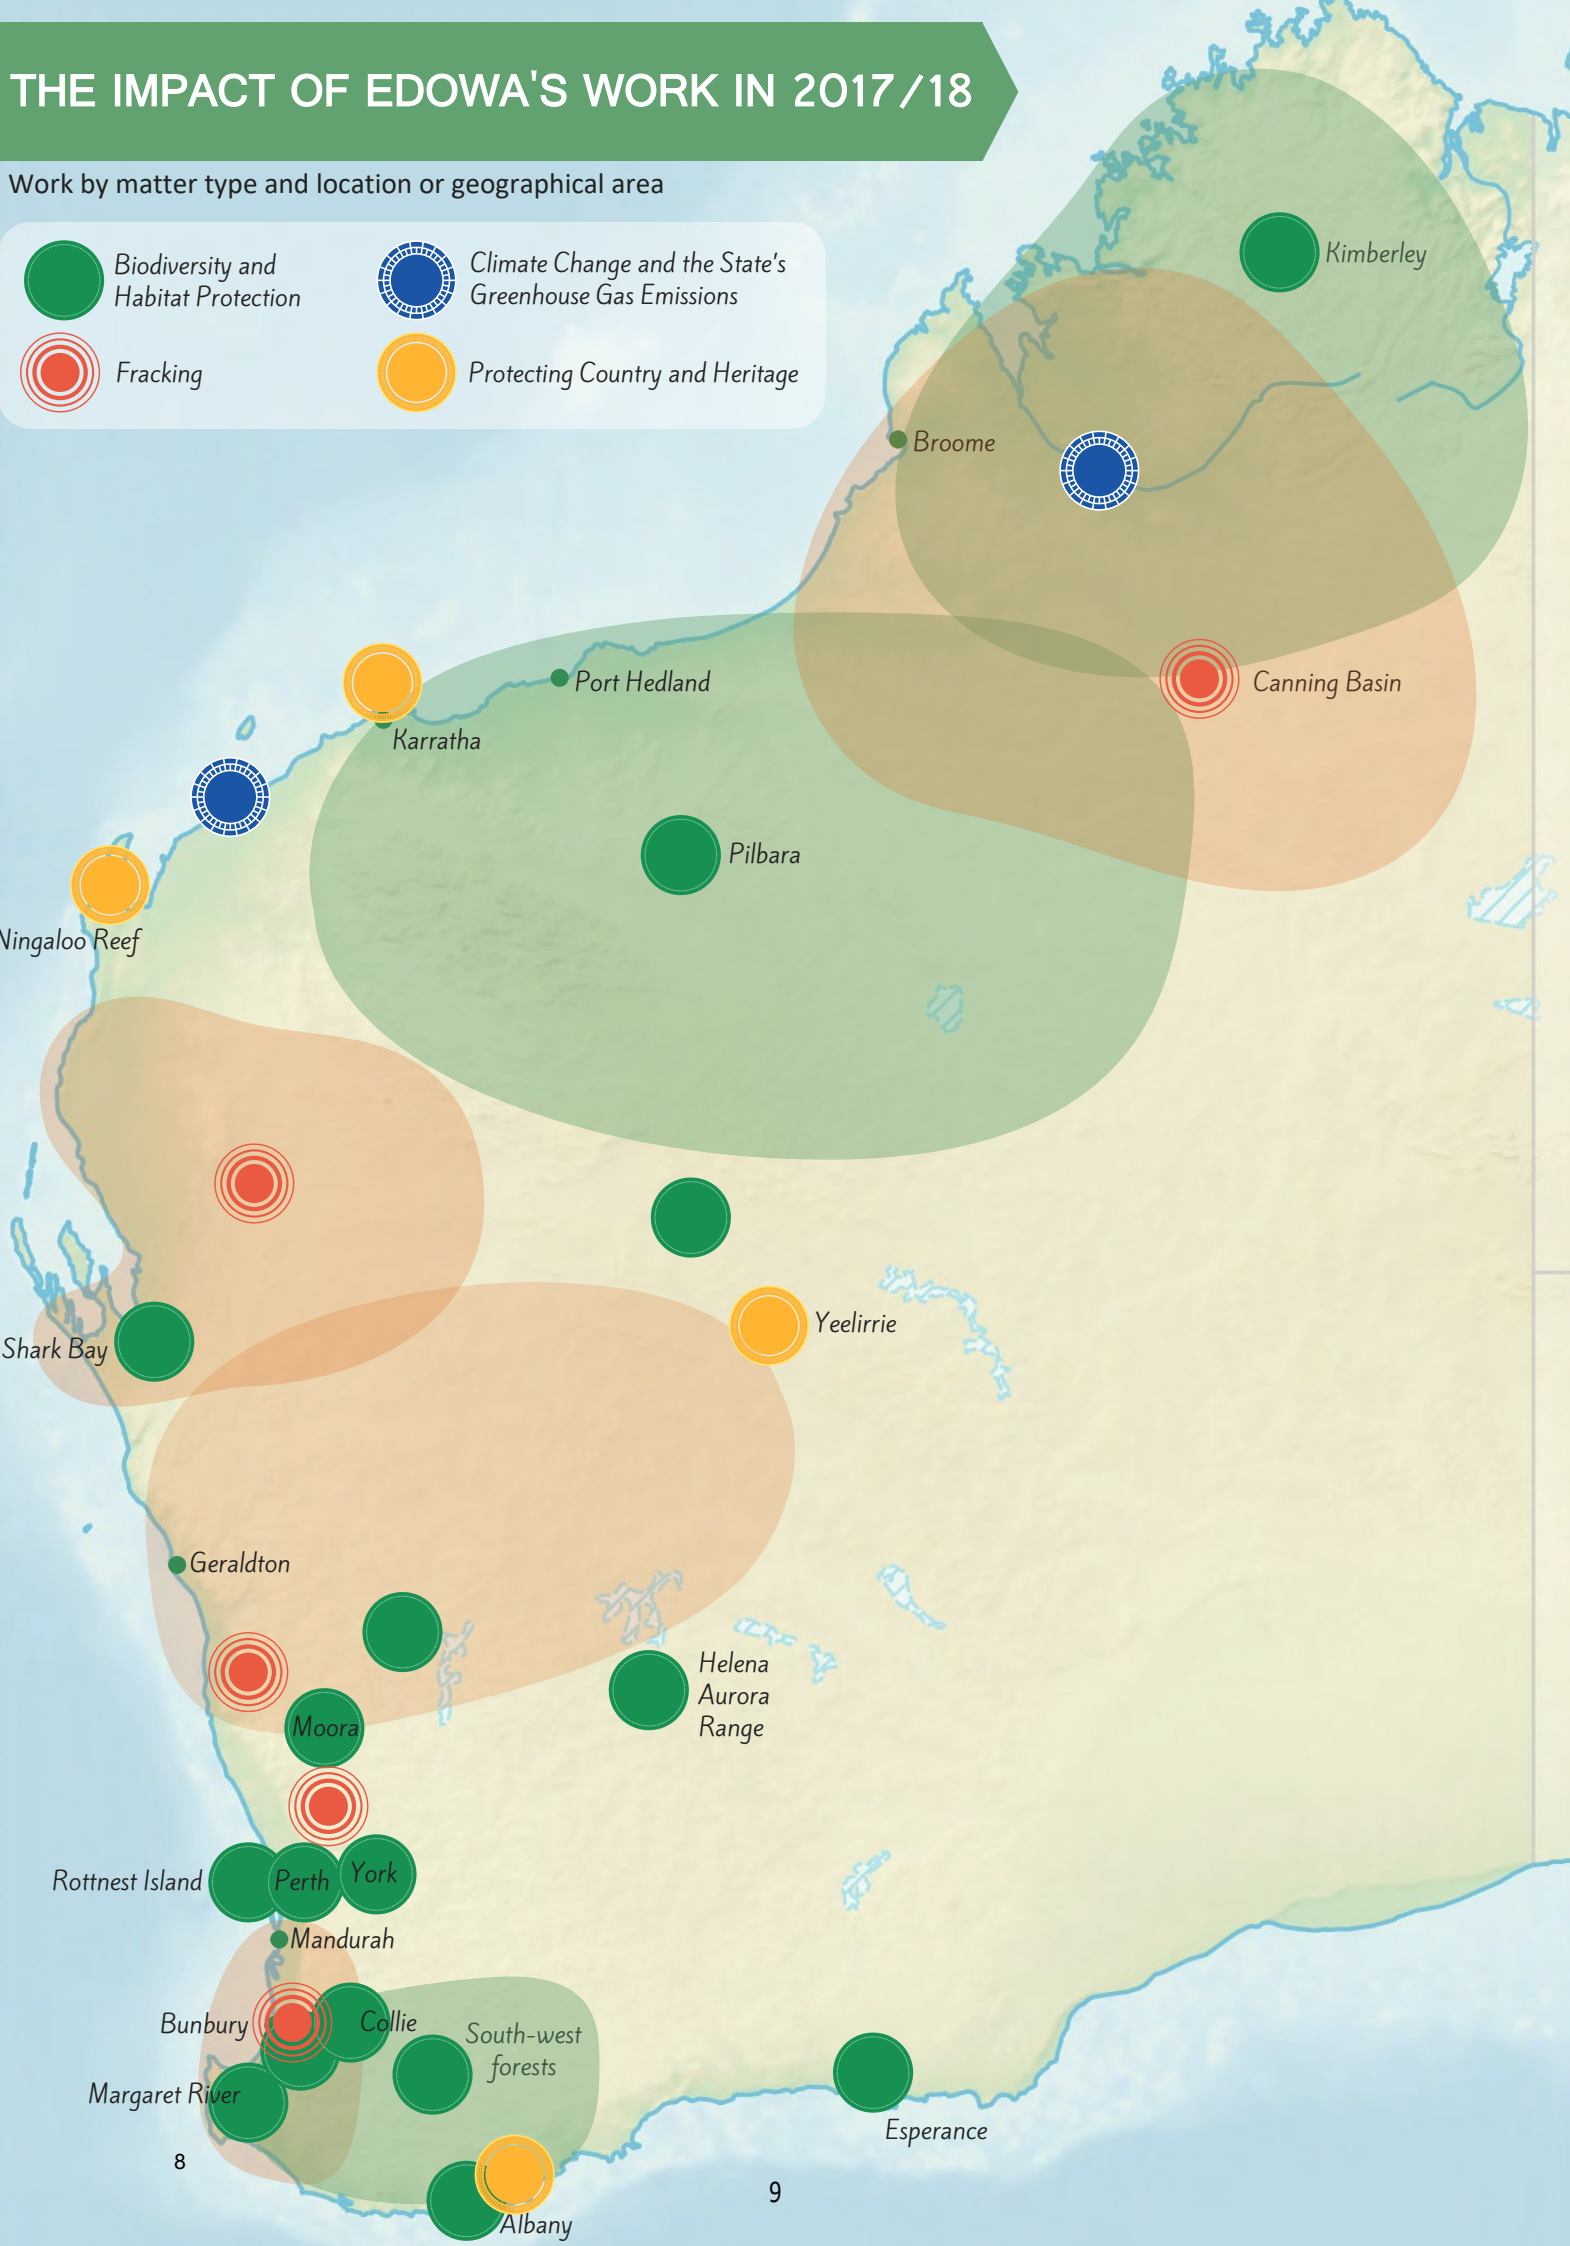 THE IMPACT OF EDOWA'S WORK IN 2017/18
Work by matter type and location or geographical area
Biodiversity and
Habitat Protection
Climate Change and the State's
Greenhouse Gas Emissions
Fracking
Protecting Country and Heritage
Kimberley
Broome
Port Hedland
Canning Basin
Karratha
Pilbara
Ningaloo Reef
Yeelirrie
Shark Bay
Geraldton
Helena
Aurora
Range
Moora
Rottnest Island
Perth
York
Mandurah
Bunbury
Collie
South-west
forests
Margaret River
Esperance
8
9
Albany